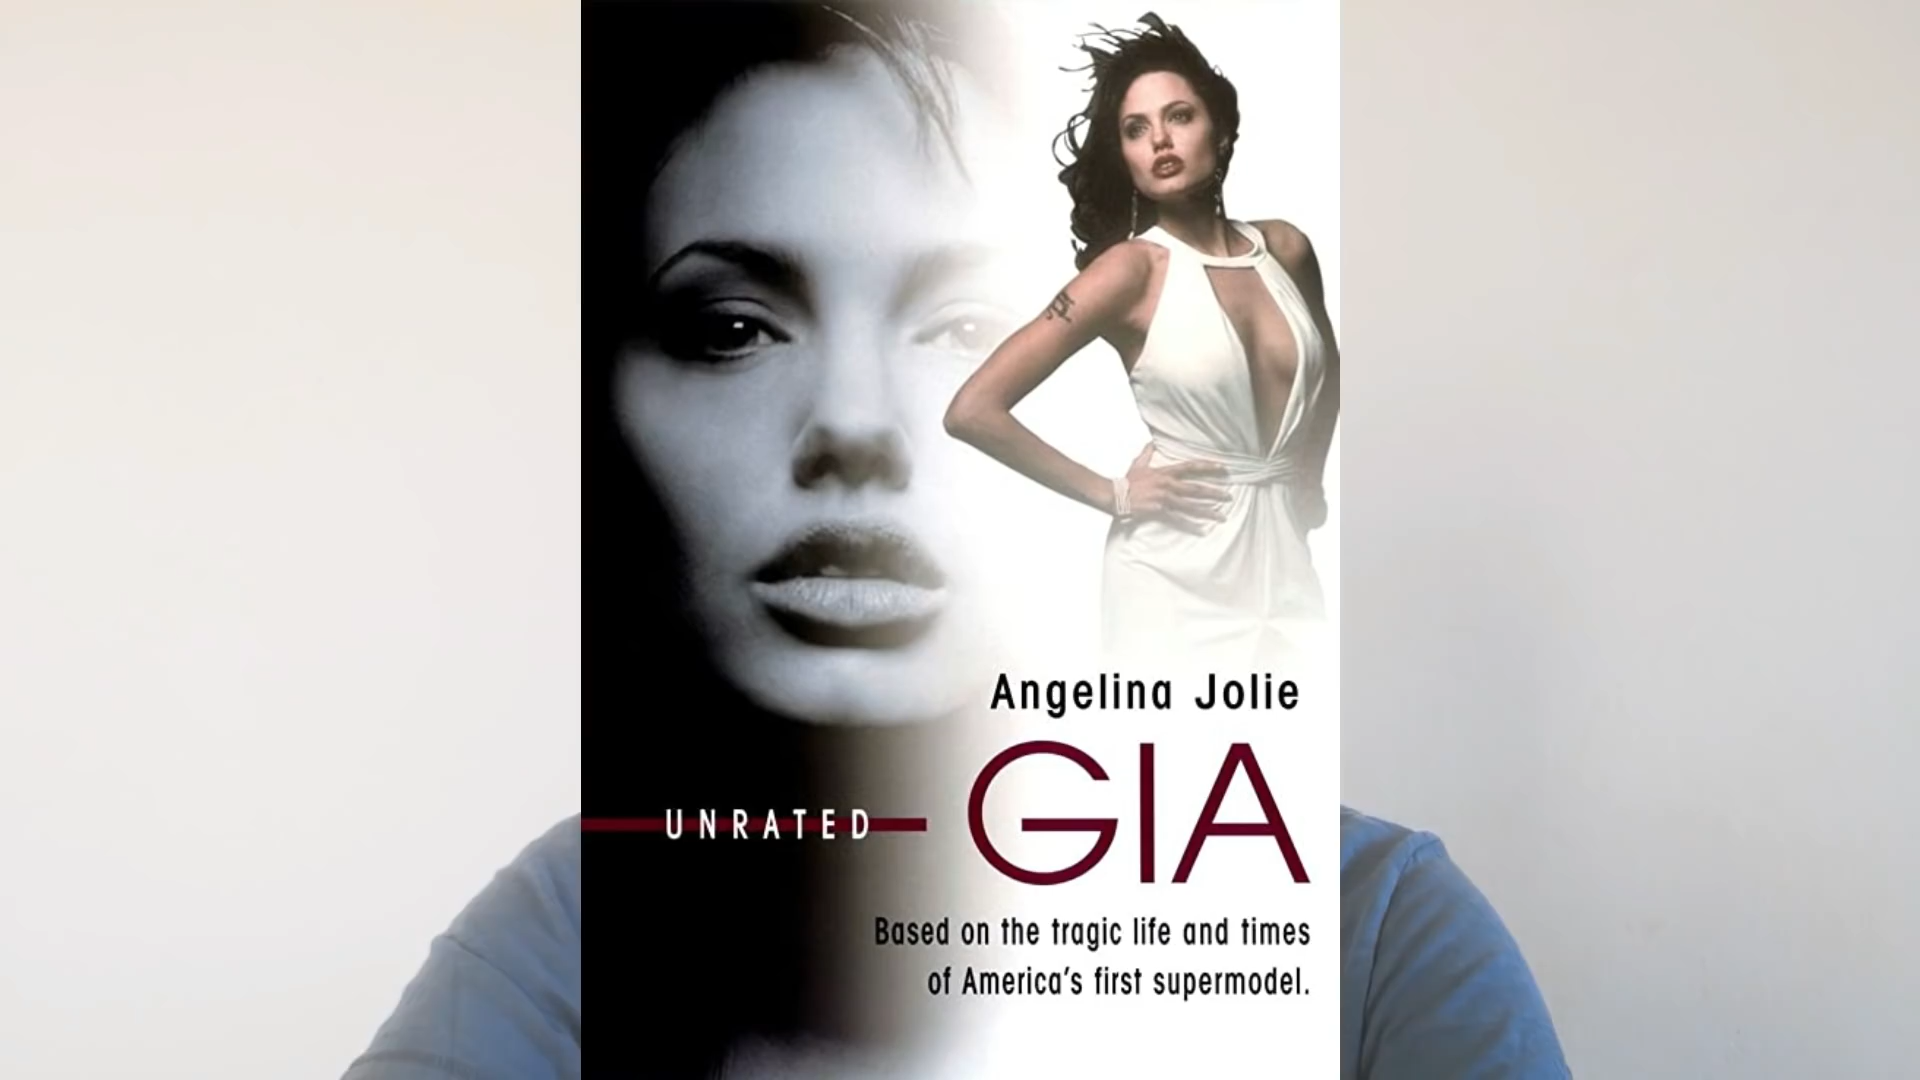 Angelina Jolie
GIA
UNRATED
Based on the tragic life and times
of America's first supermodel.